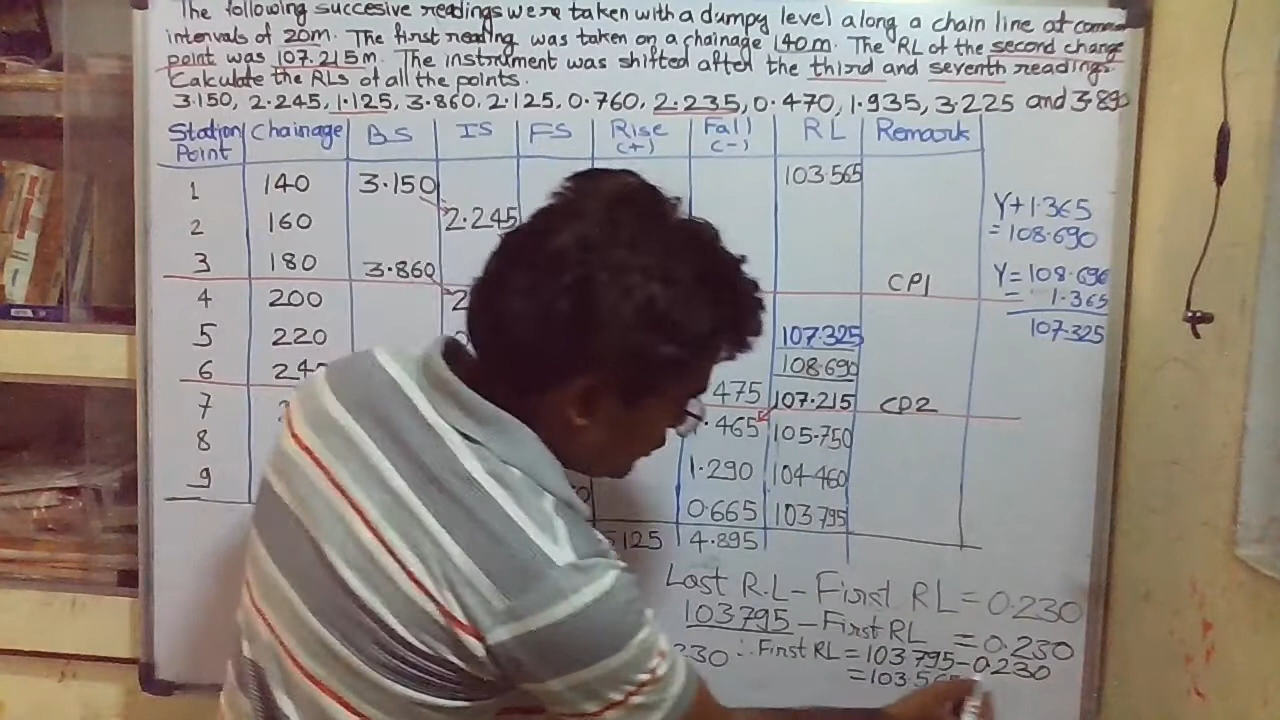 The following succesive readings were taken with a dumpy level along a chain line at common
intervals of 20m. The first reading was taken on a chainage 140m. The RL of the second change
point was 107.215m. The instrument was shifted after the third and seventh readings.
Calculate the RLs of all the points.
3.150, 2.245, 1.125, 3.860, 2.125, 0.760, 2.235, 0.470, 1.935, 3.225 and 3.890
Station Point Chainage BS IS FS Rise (+) Fall (-) RL Remark
1 140 3.150 103.565
2 160 2.245
3 180 3.860 CP1
4 200
5 220 107.325
6 108.690
7 475 107.215 CP2
8 .465 105.750
9 1.290 104.460
0.665 103.795
5125 4.895
Y+1.365
=108.690
Y=108.690
- 1.365
107.325
Last R.L - First RL = 0.230
103795 - First RL = 0.230
230 ∴ First RL = 103795-0.230
=103.565